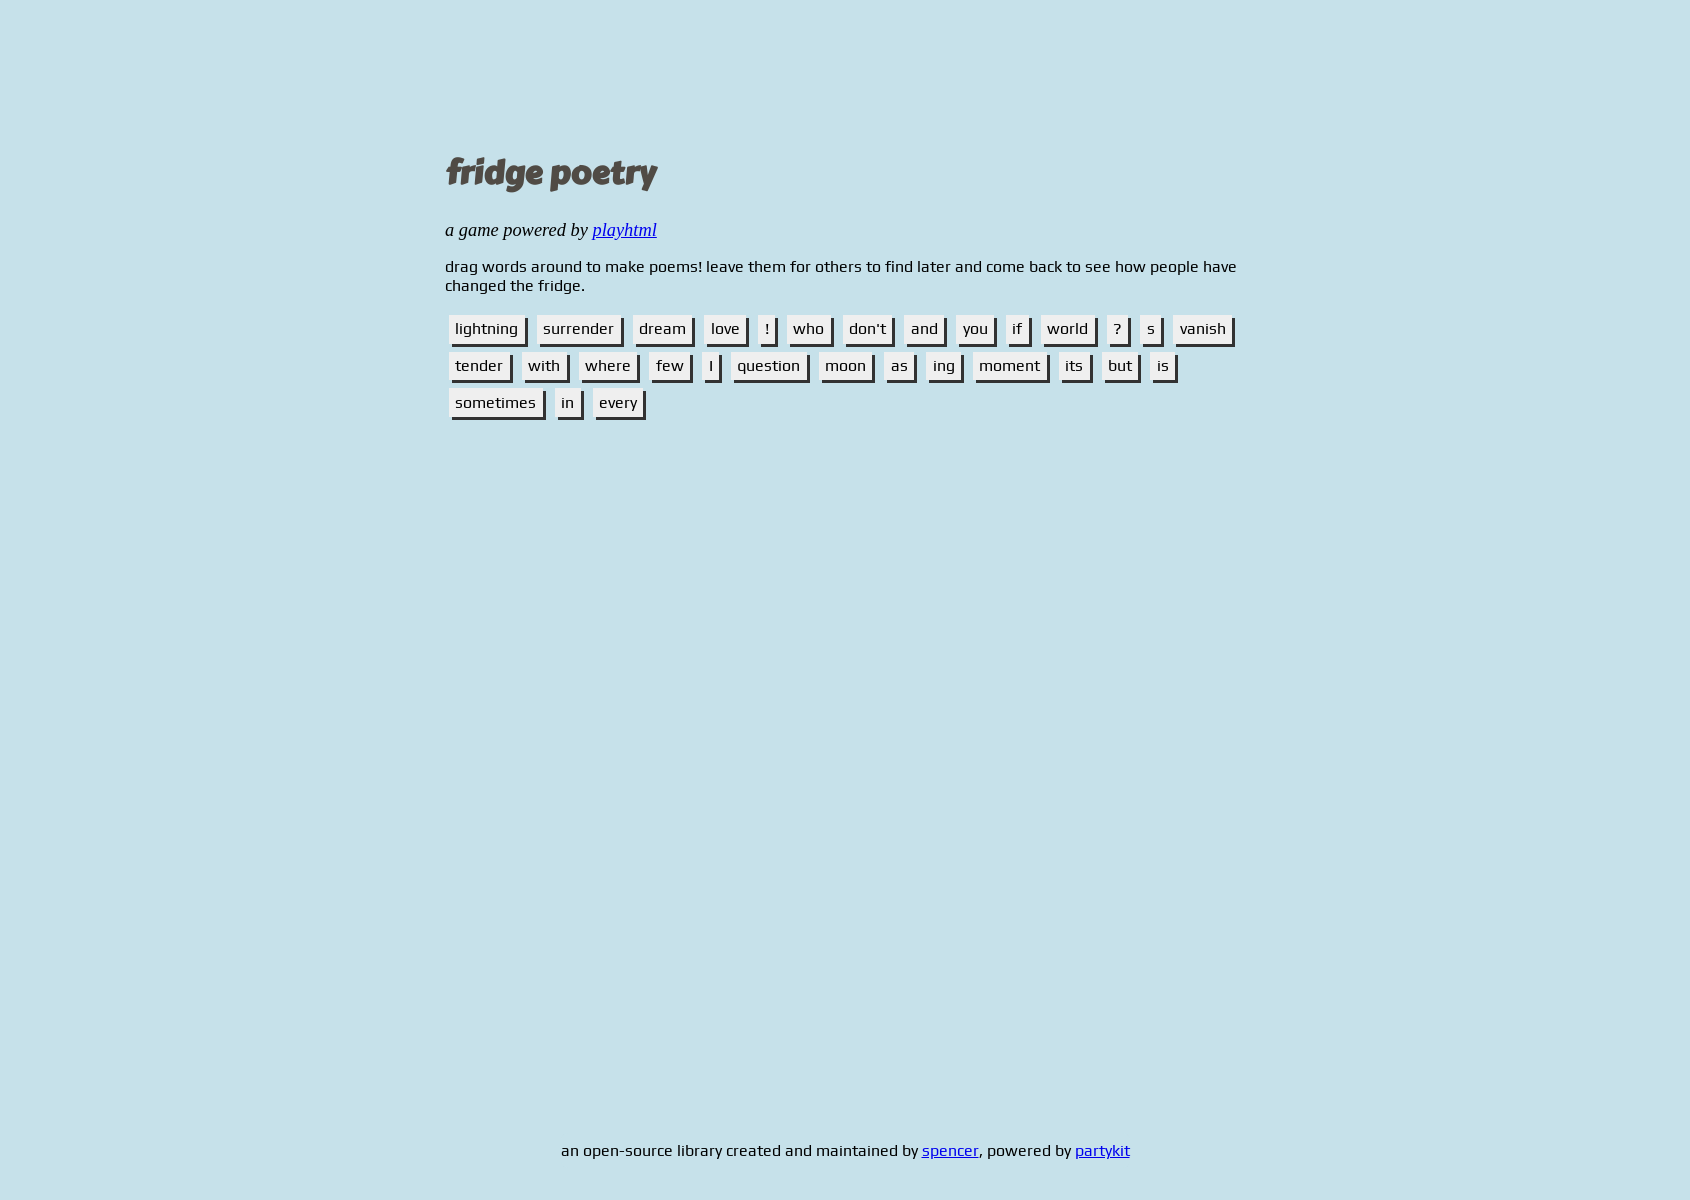 fridge poetry
a game powered by playhtml
drag words around to make poems! leave them for others to find later and come back to see how people have
changed the fridge.
lightning surrender dream love ! who don't and you if world ? s vanish
tender with where few I question moon as ing moment its but is
sometimes in every
an open-source library created and maintained by spencer, powered by partykit